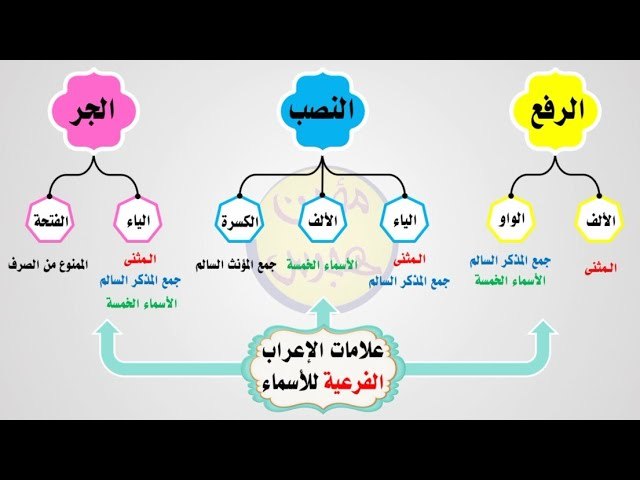 الرفع
النصب
الجر
الألف
الواو
الياء
الألف
الكسرة
الياء
الفتحة
المثنى
جمع المذكر السالم
الأسماء الخمسة
المثنى
جمع المذكر السالم
الأسماء الخمسة
جمع المؤنث السالم
المثنى
جمع المذكر السالم
الأسماء الخمسة
الممنوع من الصرف
علامات الإعراب
الفرعية للأسماء